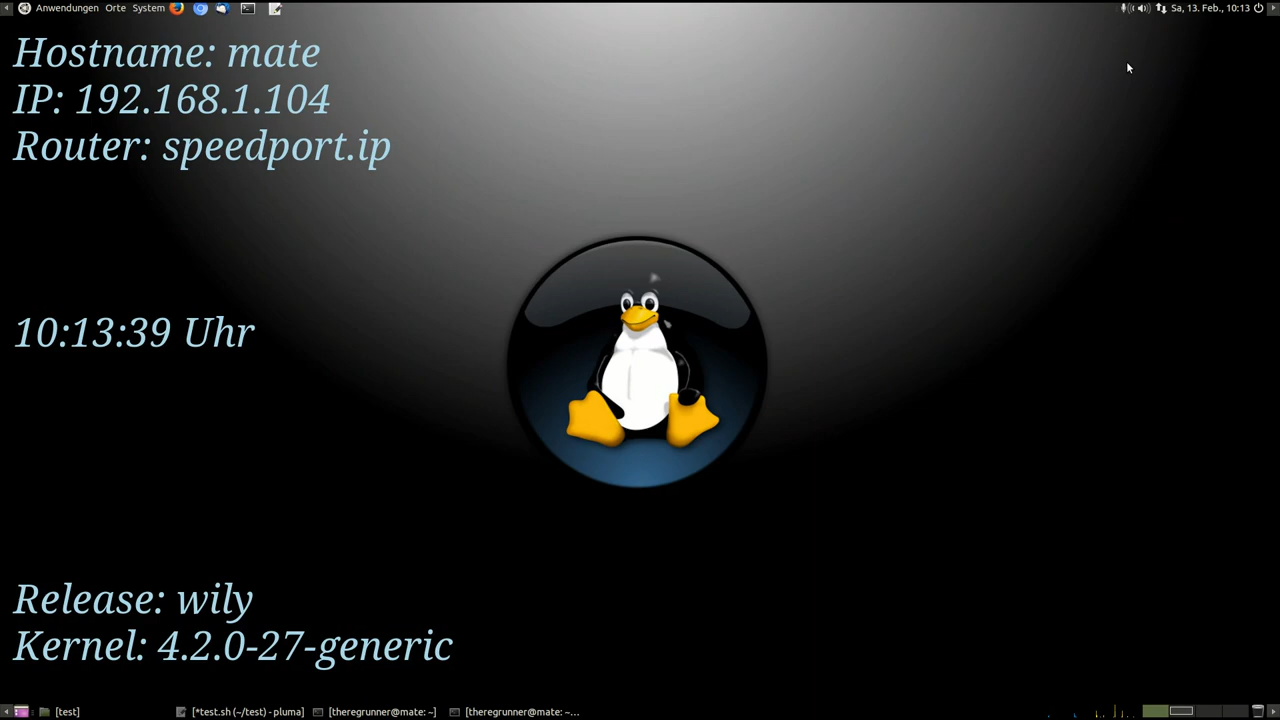 Anwendungen Orte System
Sa, 13. Feb., 10:13
Hostname: mate
IP: 192.168.1.104
Router: speedport.ip
10:13:39 Uhr
Release: wily
Kernel: 4.2.0-27-generic
[test]
[*test.sh (~/test) - pluma]
[theregrunner@mate: ~]
[theregrunner@mate: ~...